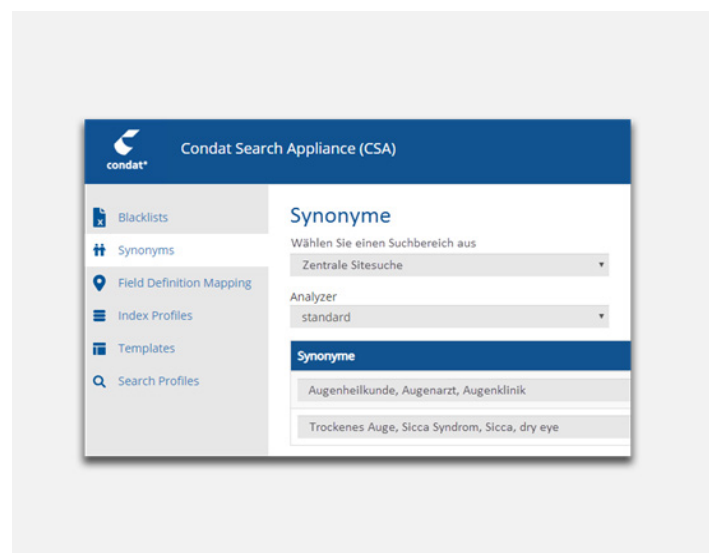 condat*
Condat Search Appliance (CSA)
Blacklists
Synonyms
Field Definition Mapping
Index Profiles
Templates
Search Profiles
Synonyme
Wählen Sie einen Suchbereich aus
Zentrale Sitesuche
Analyzer
standard
Synonyme
Augenheilkunde, Augenarzt, Augenklinik
Trockenes Auge, Sicca Syndrom, Sicca, dry eye